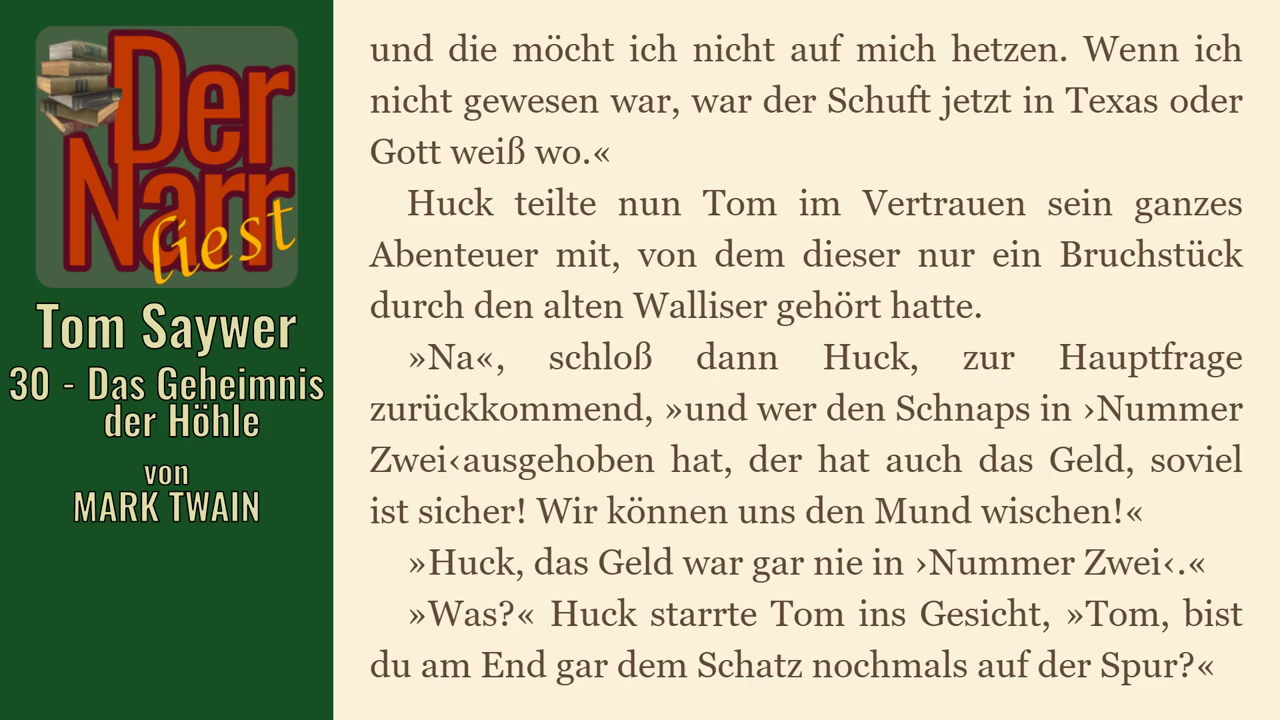 Der
Narr
liest
Tom Saywer
30 - Das Geheimnis
der Höhle
von
MARK TWAIN
und die möcht ich nicht auf mich hetzen. Wenn ich
nicht gewesen war, war der Schuft jetzt in Texas oder
Gott weiß wo.«
Huck teilte nun Tom im Vertrauen sein ganzes
Abenteuer mit, von dem dieser nur ein Bruchstück
durch den alten Walliser gehört hatte.
»Na«, schloß dann Huck, zur Hauptfrage
zurückkommend, »und wer den Schnaps in ›Nummer
Zwei‹ausgehoben hat, der hat auch das Geld, soviel
ist sicher! Wir können uns den Mund wischen!«
»Huck, das Geld war gar nie in ›Nummer Zwei‹.«
»Was?« Huck starrte Tom ins Gesicht, »Tom, bist
du am End gar dem Schatz nochmals auf der Spur?«